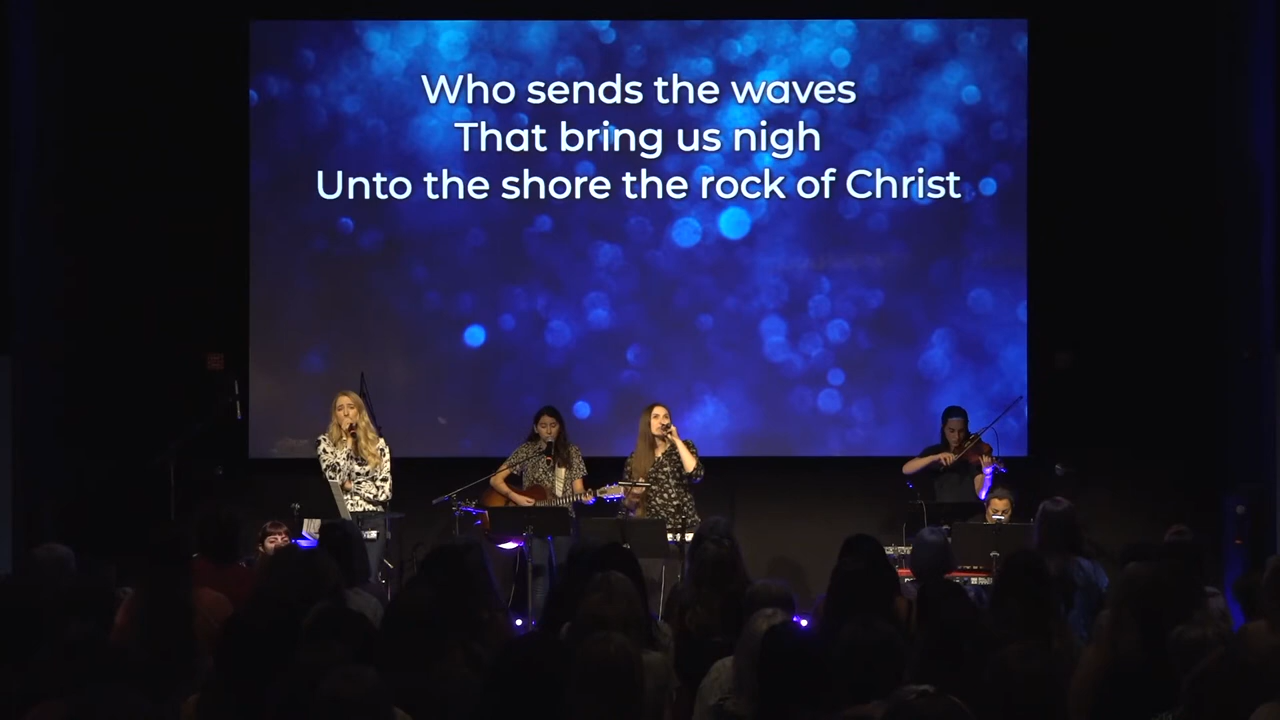 Who sends the waves
That bring us nigh
Unto the shore the rock of Christ